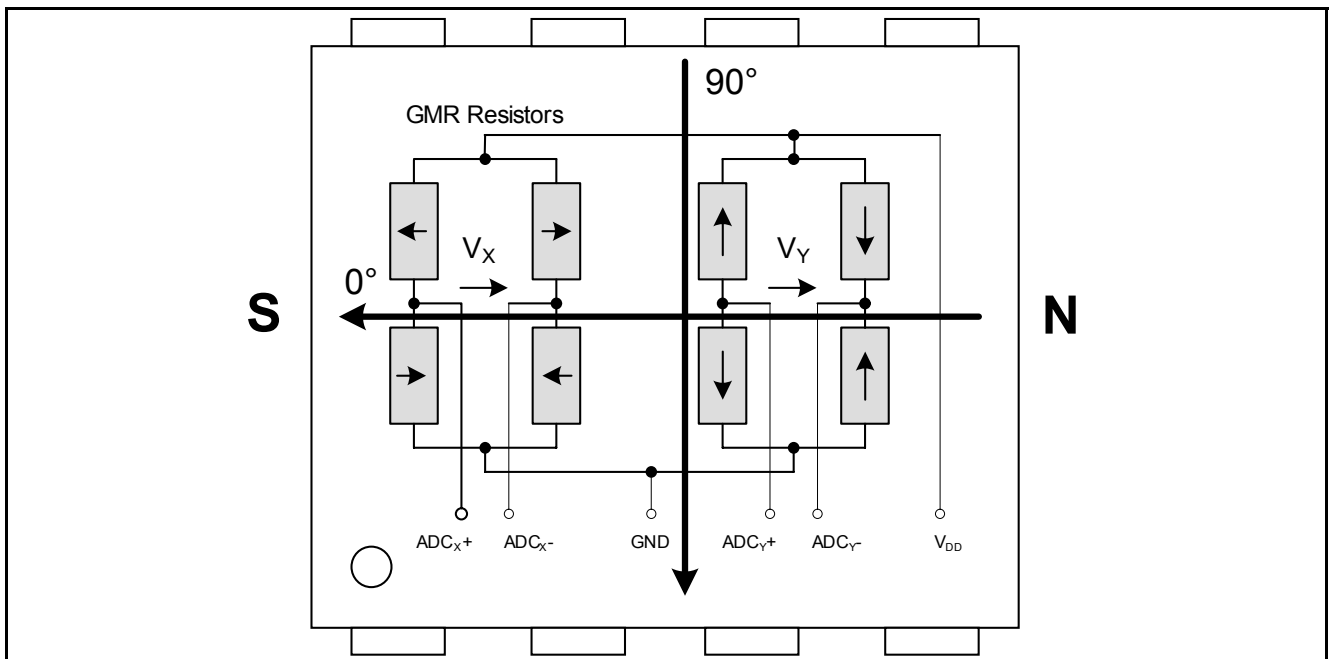 90°
GMR Resistors
V_X
V_Y
0°
S
N
ADC_X+
ADC_X-
GND
ADC_Y+
ADC_Y-
V_DD